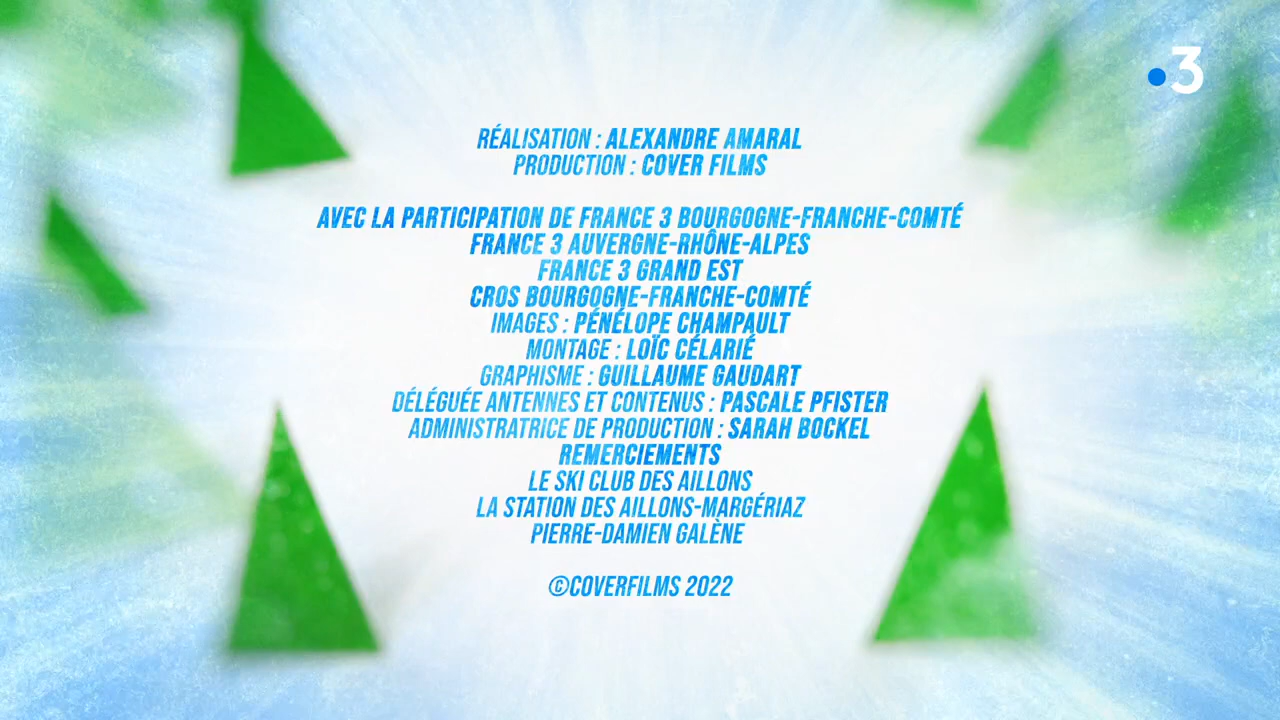 3
RÉALISATION : ALEXANDRE AMARAL
PRODUCTION : COVER FILMS
AVEC LA PARTICIPATION DE FRANCE 3 BOURGOGNE-FRANCHE-COMTÉ
FRANCE 3 AUVERGNE-RHÔNE-ALPES
FRANCE 3 GRAND EST
CROS BOURGOGNE-FRANCHE-COMTÉ
IMAGES : PÉNÉLOPE CHAMPAULT
MONTAGE : LOÏC CÉLARIÉ
GRAPHISME : GUILLAUME GAUDART
DÉLÉGUÉE ANTENNES ET CONTENUS : PASCALE PFISTER
ADMINISTRATRICE DE PRODUCTION : SARAH BOCKEL
REMERCIEMENTS
LE SKI CLUB DES AILLONS
LA STATION DES AILLONS-MARGÉRIAZ
PIERRE-DAMIEN GALÈNE
©COVERFILMS 2022